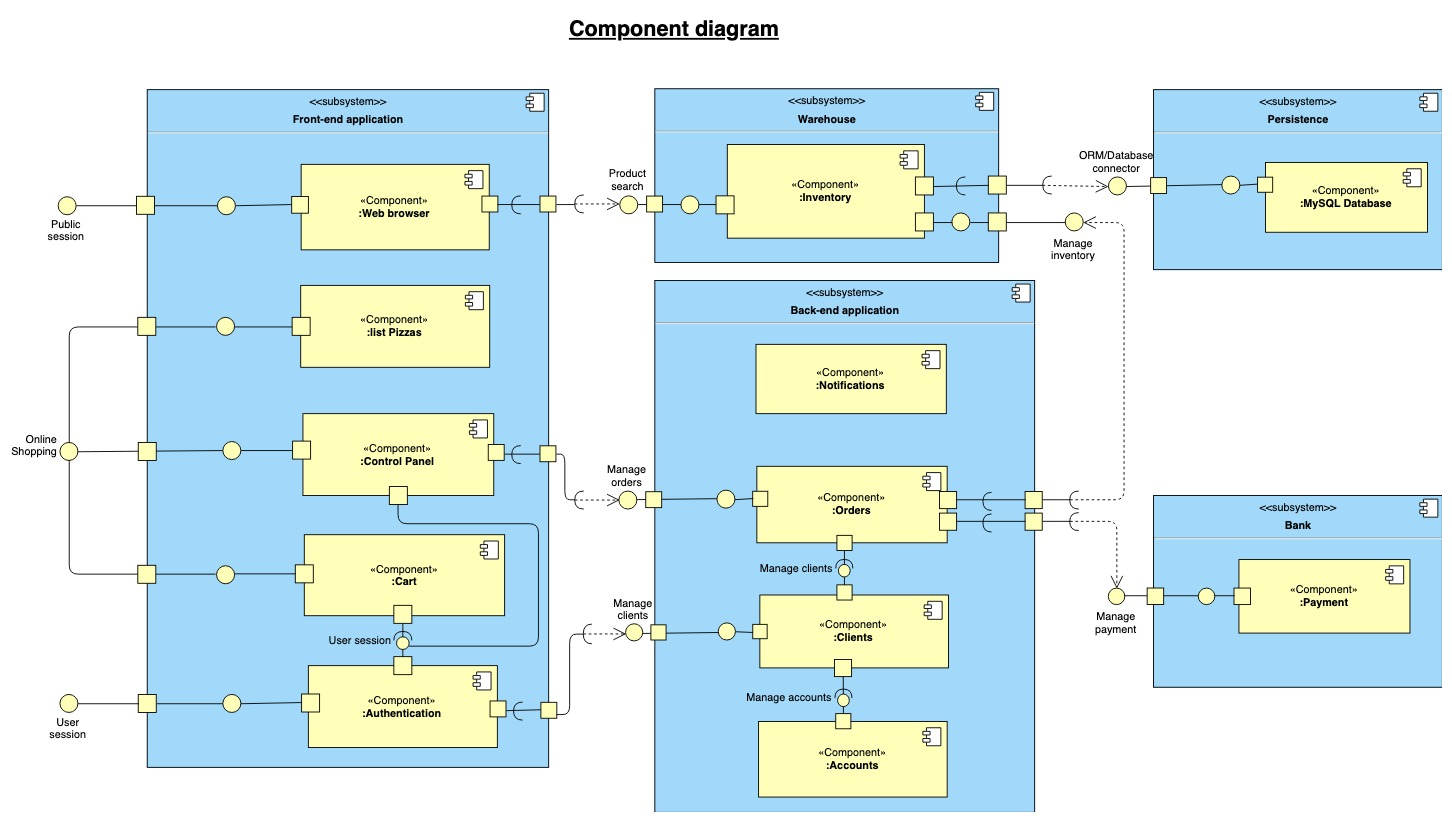 Component diagram
<<subsystem>>
Front-end application
«Component»
:Web browser
«Component»
:list Pizzas
«Component»
:Control Panel
«Component»
:Cart
User session
«Component»
:Authentication
Public
session
Online
Shopping
User
session
Product
search
Manage
orders
Manage
clients
<<subsystem>>
Warehouse
«Component»
:Inventory
<<subsystem>>
Back-end application
«Component»
:Notifications
«Component»
:Orders
Manage clients
«Component»
:Clients
Manage accounts
«Component»
:Accounts
ORM/Database
connector
Manage
inventory
Manage
payment
<<subsystem>>
Persistence
«Component»
:MySQL Database
<<subsystem>>
Bank
«Component»
:Payment